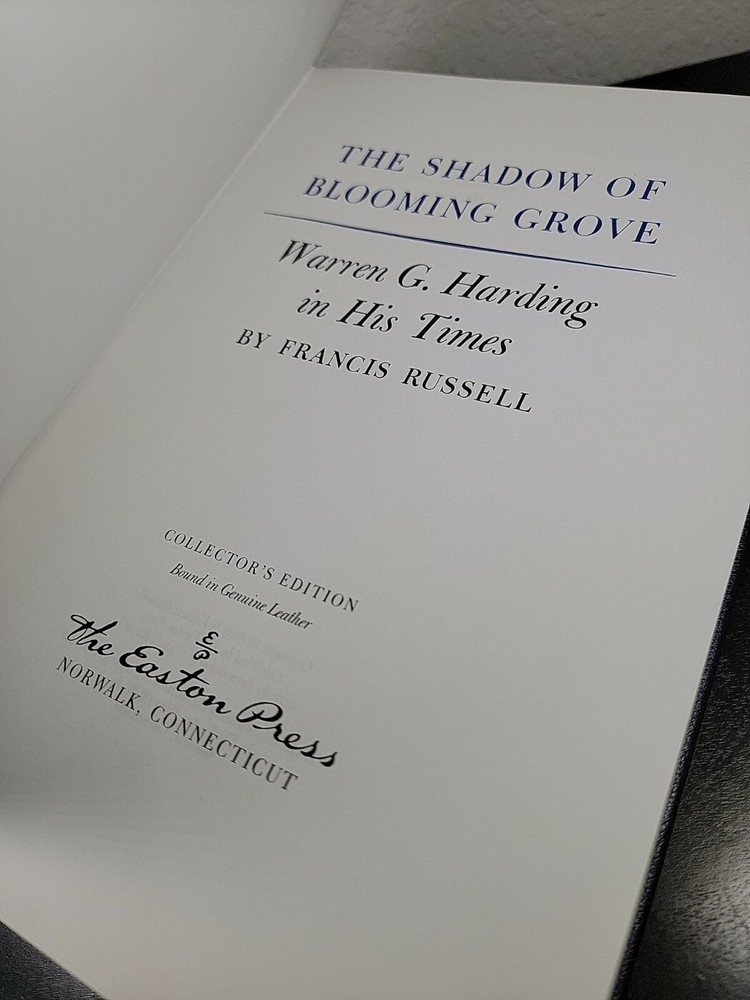 THE SHADOW OF
BLOOMING GROVE
Warren G. Harding
in His Times
BY FRANCIS RUSSELL
COLLECTOR'S EDITION
Bound in Genuine Leather
E
P
The Easton Press
NORWALK, CONNECTICUT